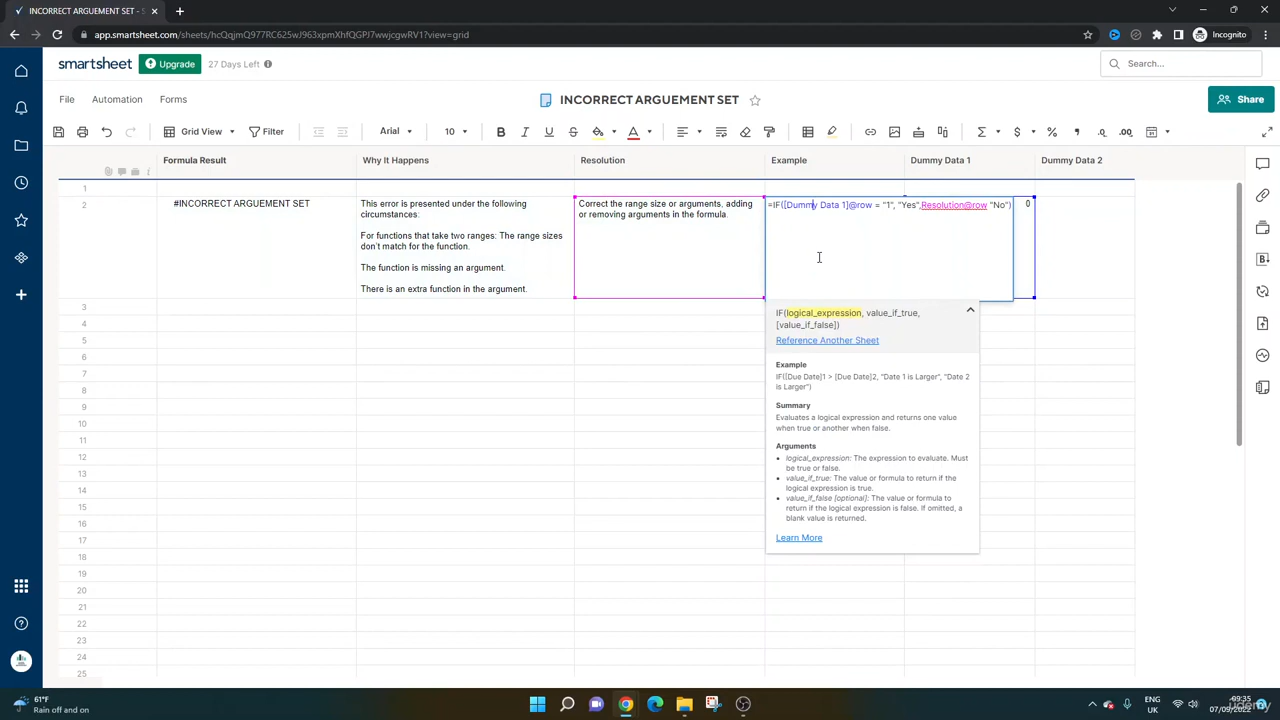 INCORRECT ARGUEMENT SET - S
app.smartsheet.com/sheets/hcQqjmQ977RC625wJ963xpmXhfQGPJ7wwjcgwRV1?view=grid
Incognito
smartsheet
Upgrade
27 Days Left
Search...
File
Automation
Forms
INCORRECT ARGUEMENT SET
Share
Grid View
Filter
Arial
10
Formula Result
Why It Happens
Resolution
Example
Dummy Data 1
Dummy Data 2
1
2
#INCORRECT ARGUEMENT SET
This error is presented under the following
circumstances:
For functions that take two ranges: The range sizes
don't match for the function.
The function is missing an argument.
There is an extra function in the argument.
Correct the range size or arguments, adding
or removing arguments in the formula.
=IF([Dummy Data 1]@row = "1", "Yes",Resolution@row "No")
0
IF(logical_expression, value_if_true,
[value_if_false])
Reference Another Sheet
Example
IF([Due Date]1 > [Due Date]2, "Date 1 is Larger", "Date 2
is Larger")
Summary
Evaluates a logical expression and returns one value
when true or another when false.
Arguments
logical_expression: The expression to evaluate. Must
be true or false.
value_if_true: The value or formula to return if the
logical expression is true.
value_if_false [optional]: The value or formula to
return if the logical expression is false. If omitted, a
blank value is returned.
Learn More
3
4
5
6
7
8
9
10
11
12
13
14
15
16
17
18
19
20
21
22
23
24
25
61°F
Rain off and on
ENG
UK
09:35